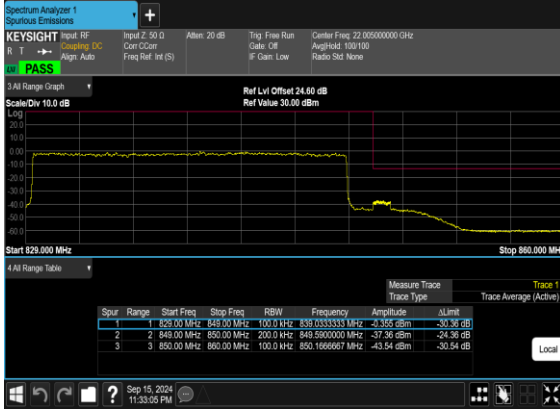 Spectrum Analyzer 1
Spurious Emissions
+
KEYSIGHT Input: RF Input Z: 50 Ω Atten: 20 dB Trig: Free Run Center Freq: 22.005000000 GHz
R T Coupling: DC Corr CCorr Gate: Off Avg|Hold: 100/100
Align: Auto Freq Ref: Int (S) IF Gain: Low Radio Std: None
LXI PASS
3 All Range Graph
Ref Lvl Offset 24.60 dB
Scale/Div 10.0 dB Ref Value 30.00 dBm
Log
20.0
10.0
0.00
-10.0
-20.0
-30.0
-40.0
-50.0
-60.0
Start 829.000 MHz Stop 860.000 MH
4 All Range Table
Measure Trace Trace 1
Trace Type Trace Average (Active)
Spur Range Start Freq Stop Freq RBW Frequency Amplitude ΔLimit
1 1 829.00 MHz 849.00 MHz 100.0 kHz 839.0333333 MHz -0.355 dBm -30.36 dB
2 2 849.00 MHz 850.00 MHz 200.0 kHz 849.5900000 MHz -37.36 dBm -24.36 dB
3 3 850.00 MHz 860.00 MHz 100.0 kHz 850.1666667 MHz -43.54 dBm -30.54 dB
Local
?
Sep 15, 2024
11:33:05 PM